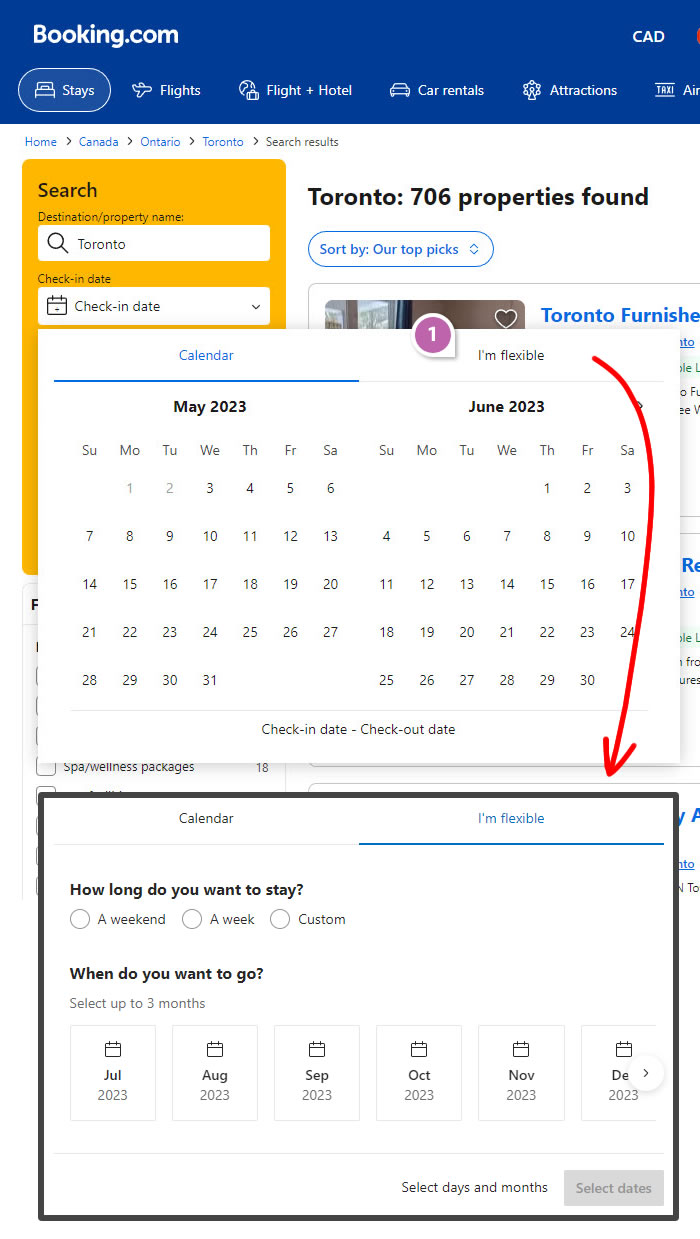 Booking.com
CAD
Stays Flights Flight + Hotel Car rentals Attractions TAXI
Home > Canada > Ontario > Toronto > Search results
Search
Destination/property name:
Toronto
Check-in date
Check-in date
Toronto: 706 properties found
Sort by: Our top picks
Toronto Furnishe
1
Calendar I'm flexible
May 2023 June 2023
Su Mo Tu We Th Fr Sa Su Mo Tu We Th Fr Sa
1 2 3 4 5 6 1 2 3
7 8 9 10 11 12 13 4 5 6 7 8 9 10
14 15 16 17 18 19 20 11 12 13 14 15 16 17
21 22 23 24 25 26 27 18 19 20 21 22 23 24
28 29 30 31 25 26 27 28 29 30
Check-in date - Check-out date
Spa/wellness packages 18
Calendar I'm flexible
How long do you want to stay?
A weekend A week Custom
When do you want to go?
Select up to 3 months
Jul Aug Sep Oct Nov De
2023 2023 2023 2023 2023 2023
Select days and months Select dates